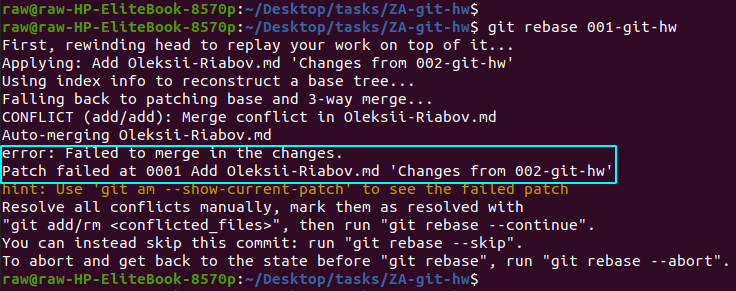 raw@raw-HP-EliteBook-8570p:~/Desktop/tasks/ZA-git-hw$
raw@raw-HP-EliteBook-8570p:~/Desktop/tasks/ZA-git-hw$ git rebase 001-git-hw
First, rewinding head to replay your work on top of it...
Applying: Add Oleksii-Riabov.md 'Changes from 002-git-hw'
Using index info to reconstruct a base tree...
Falling back to patching base and 3-way merge...
CONFLICT (add/add): Merge conflict in Oleksii-Riabov.md
Auto-merging Oleksii-Riabov.md
error: Failed to merge in the changes.
Patch failed at 0001 Add Oleksii-Riabov.md 'Changes from 002-git-hw'
hint: Use 'git am --show-current-patch' to see the failed patch
Resolve all conflicts manually, mark them as resolved with
"git add/rm <conflicted_files>", then run "git rebase --continue".
You can instead skip this commit: run "git rebase --skip".
To abort and get back to the state before "git rebase", run "git rebase --abort".
raw@raw-HP-EliteBook-8570p:~/Desktop/tasks/ZA-git-hw$